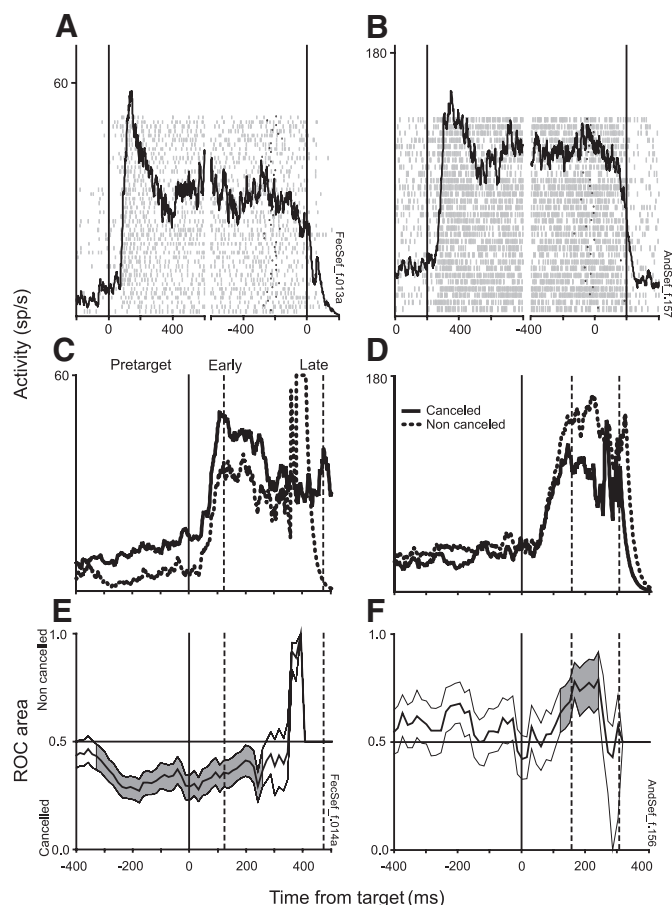 A
B
60
180
FecSef_f.013a
AndSef_f.157
-400 0 400 -400 0
0 400 -400 0
Activity (sp/s)
C
D
Pretarget Early Late
60
180
Canceled
Non canceled
E
F
1.0
1.0
Non cancelled
ROC area
0.5
0.5
Cancelled
0.0
0.0
FecSef_f.014a
AndSef_f.156
-400 -200 0 200 400
-400 -200 0 200 400
Time from target (ms)